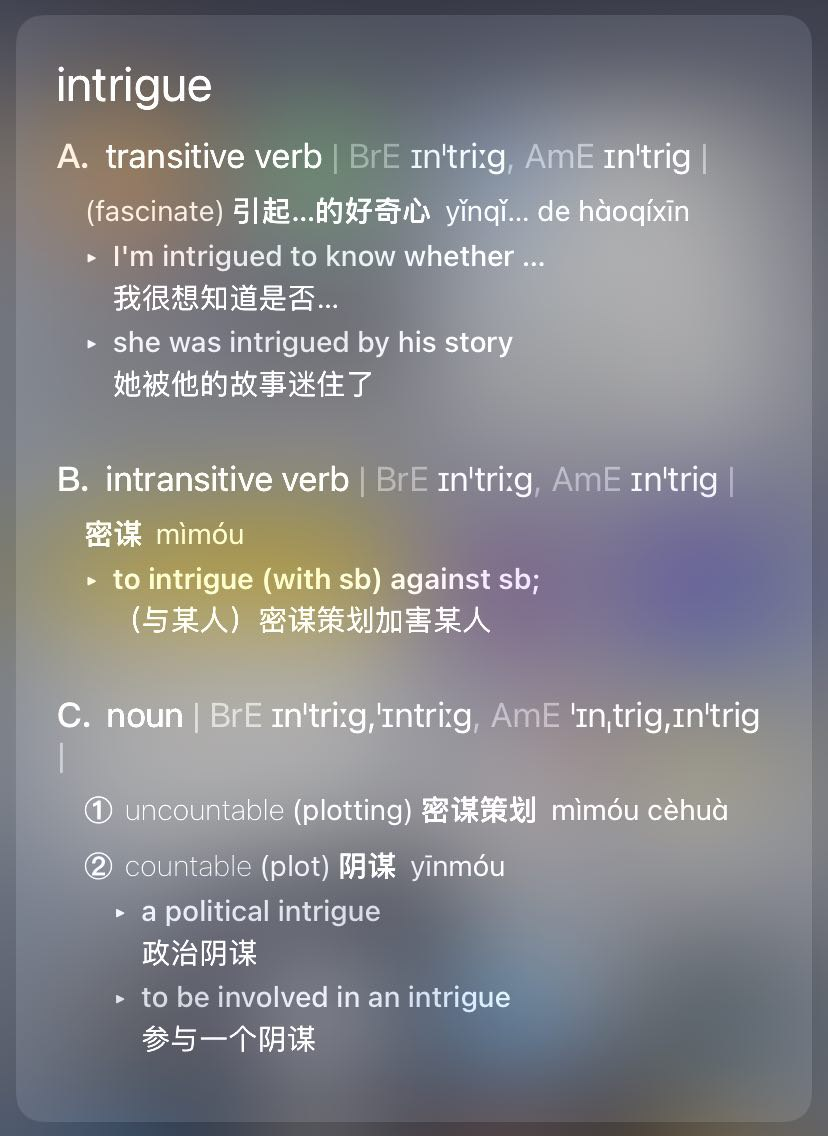 intrigue
A. transitive verb | BrE ɪnˈtriːɡ, AmE ɪnˈtrig |
(fascinate) 引起…的好奇心 yǐnqǐ… de hàoqíxīn
▸ I'm intrigued to know whether …
我很想知道是否…
▸ she was intrigued by his story
她被他的故事迷住了
B. intransitive verb | BrE ɪnˈtriːɡ, AmE ɪnˈtrig |
密谋 mìmóu
▸ to intrigue (with sb) against sb;
（与某人）密谋策划加害某人
C. noun | BrE ɪnˈtriːɡ,ˈɪntriːɡ, AmE ˈɪnˌtrig,ɪnˈtrig
|
① uncountable (plotting) 密谋策划 mìmóu cèhuà
② countable (plot) 阴谋 yīnmóu
▸ a political intrigue
政治阴谋
▸ to be involved in an intrigue
参与一个阴谋